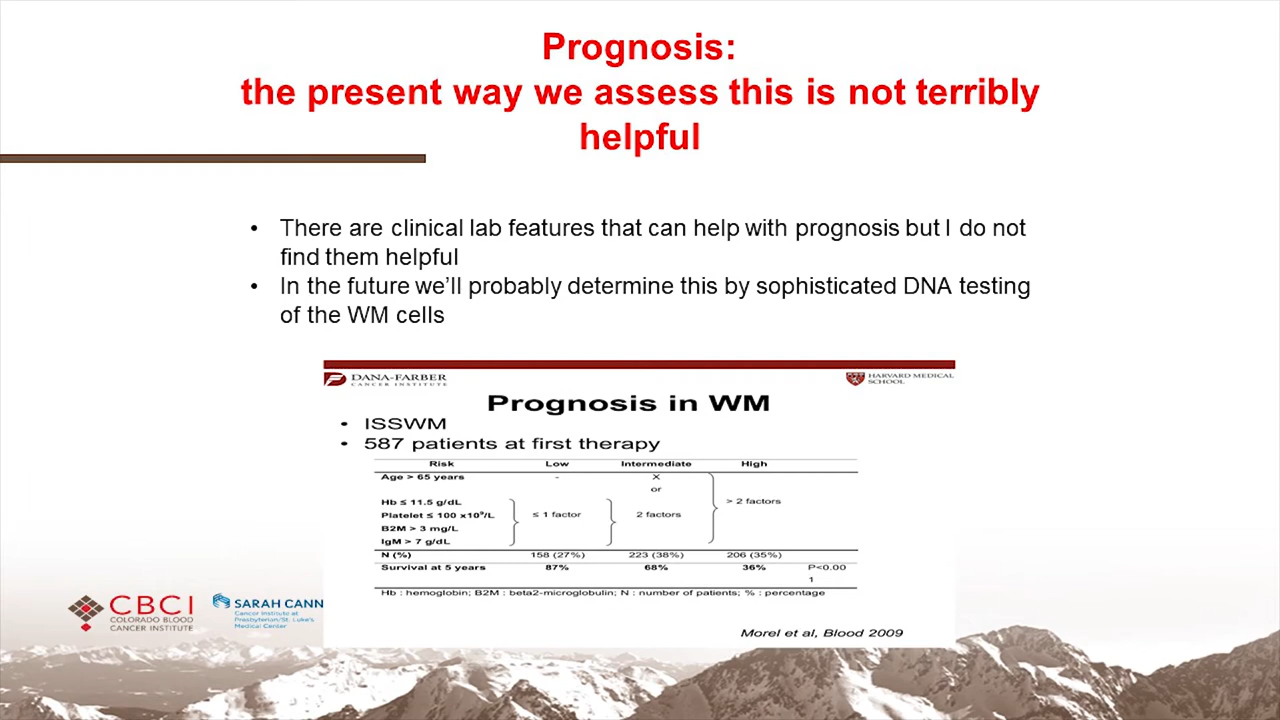 Prognosis:
the present way we assess this is not terribly
helpful
• There are clinical lab features that can help with prognosis but I do not
find them helpful
• In the future we'll probably determine this by sophisticated DNA testing
of the WM cells
DANA-FARBER
CANCER INSTITUTE
HARVARD MEDICAL
SCHOOL
Prognosis in WM
• ISSWM
• 587 patients at first therapy
Risk Low Intermediate High
Age > 65 years - X
or
Hb ≤ 11.5 g/dL > 2 factors
Platelet ≤ 100 x10⁹/L ≤ 1 factor 2 factors
B2M > 3 mg/L
IgM > 7 g/dL
N (%) 158 (27%) 223 (38%) 206 (35%)
Survival at 5 years 87% 68% 36% P<0.00
1
Hb : hemoglobin; B2M : beta2-microglobulin; N : number of patients; % : percentage
Morel et al, Blood 2009
CBCI
COLORADO BLOOD
CANCER INSTITUTE
SARAH CANN
Cancer Institute at
Presbyterian/St. Luke's
Medical Center